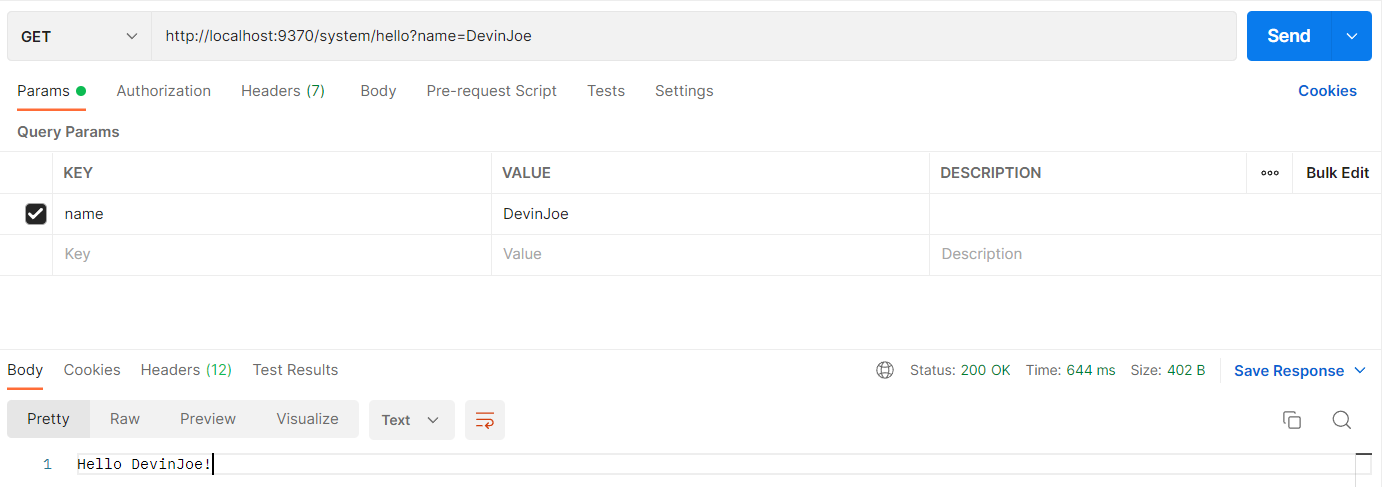 GET http://localhost:9370/system/hello?name=DevinJoe Send
Params Authorization Headers (7) Body Pre-request Script Tests Settings Cookies
Query Params
KEY VALUE DESCRIPTION Bulk Edit
name DevinJoe
Key Value Description
Body Cookies Headers (12) Test Results Status: 200 OK Time: 644 ms Size: 402 B Save Response
Pretty Raw Preview Visualize Text
1 Hello DevinJoe!